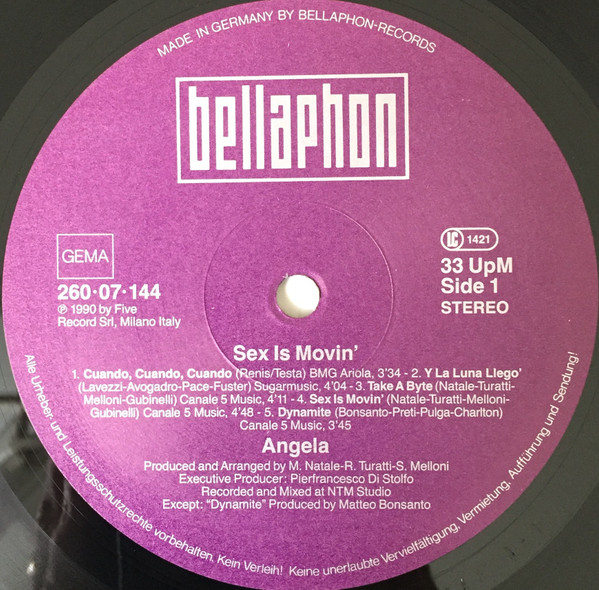 MADE IN GERMANY BY BELLAPHON-RECORDS
bellaphon
GEMA
260·07·144
℗ 1990 by Five
Record Srl, Milano Italy
LC 1421
33 UpM
Side 1
STEREO
Sex Is Movin'
1. Cuando, Cuando, Cuando (Renis/Testa) BMG Ariola, 3'34 - 2. Y La Luna Llego'
(Lavezzi-Avogadro-Pace-Fuster) Sugarmusic, 4'04 - 3. Take A Byte (Natale-Turatti-
Melloni-Gubinelli) Canale 5 Music, 4'11 - 4. Sex Is Movin' (Natale-Turatti-Melloni-
Gubinelli) Canale 5 Music, 4'48 - 5. Dynamite (Bonsanto-Preti-Pulga-Charlton)
Canale 5 Music, 3'45
Angela
Produced and Arranged by M. Natale-R. Turatti-S. Melloni
Executive Producer: Pierfrancesco Di Stolfo
Recorded and Mixed at NTM Studio
Except: "Dynamite" Produced by Matteo Bonsanto
Alle Urheber- und Leistungsschutzrechte vorbehalten. Kein Verleih! Keine unerlaubte Vervielfältigung, Vermietung, Aufführung und Sendung!